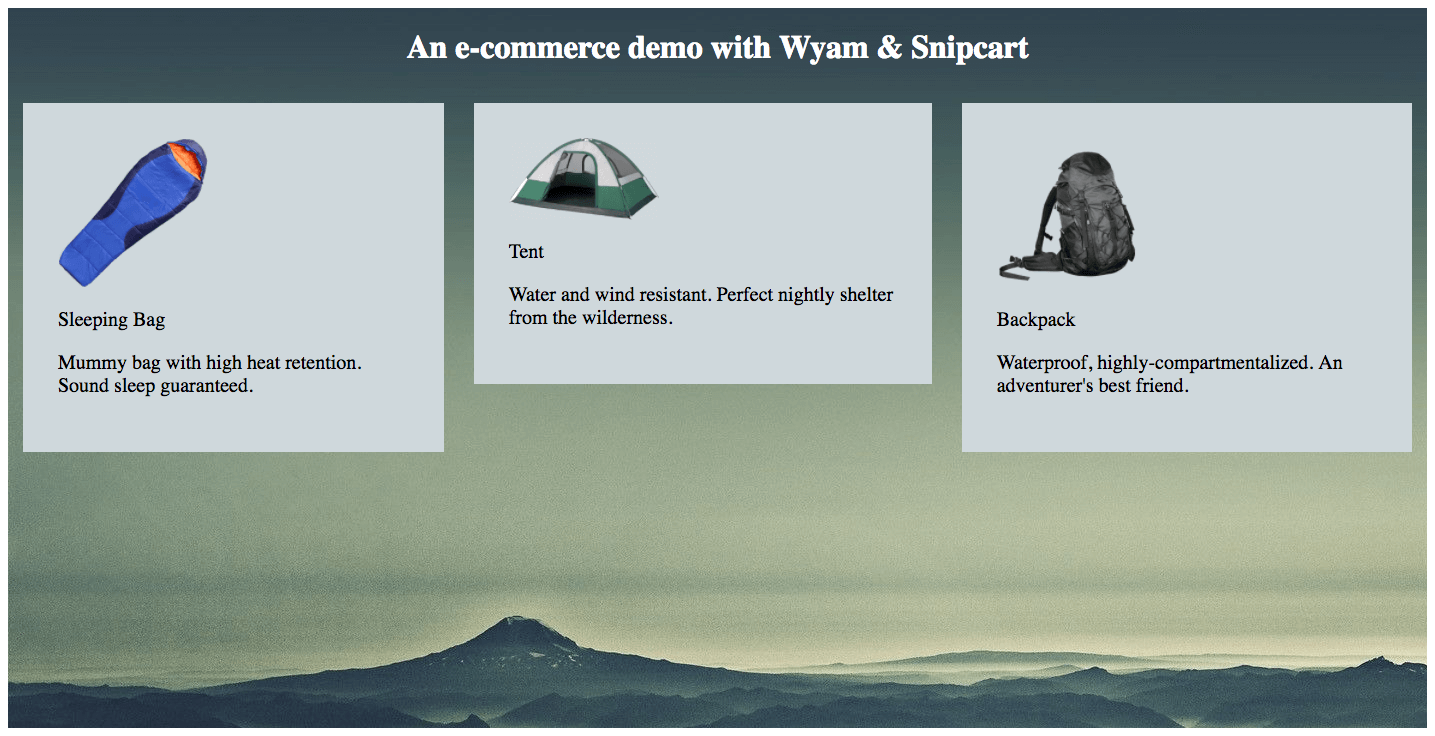 An e-commerce demo with Wyam & Snipcart
Sleeping Bag
Mummy bag with high heat retention.
Sound sleep guaranteed.
Tent
Water and wind resistant. Perfect nightly shelter
from the wilderness.
Backpack
Waterproof, highly-compartmentalized. An
adventurer's best friend.